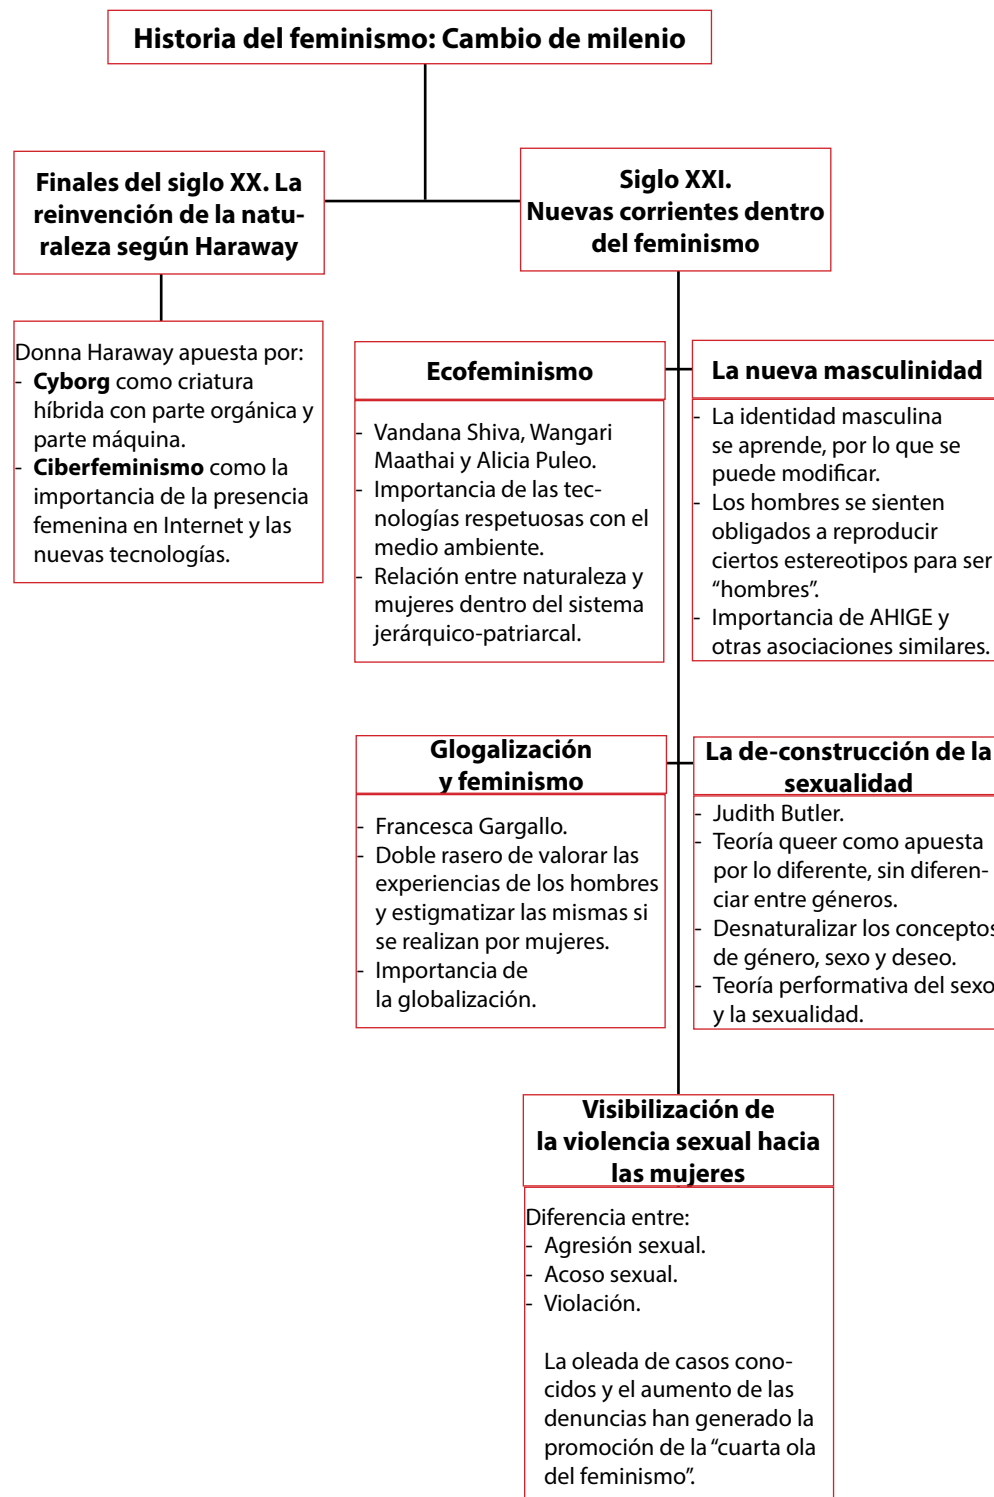 Historia del feminismo: Cambio de milenio
Finales del siglo XX. La
reinvención de la natu-
raleza según Haraway
Siglo XXI.
Nuevas corrientes dentro
del feminismo
Donna Haraway apuesta por:
- Cyborg como criatura
híbrida con parte orgánica y
parte máquina.
- Ciberfeminismo como la
importancia de la presencia
femenina en Internet y las
nuevas tecnologías.
Ecofeminismo
- Vandana Shiva, Wangari
Maathai y Alicia Puleo.
- Importancia de las tec-
nologías respetuosas con el
medio ambiente.
- Relación entre naturaleza y
mujeres dentro del sistema
jerárquico-patriarcal.
La nueva masculinidad
- La identidad masculina
se aprende, por lo que se
puede modificar.
- Los hombres se sienten
obligados a reproducir
ciertos estereotipos para ser
“hombres”.
- Importancia de AHIGE y
otras asociaciones similares.
Glogalización
y feminismo
- Francesca Gargallo.
- Doble rasero de valorar las
experiencias de los hombres
y estigmatizar las mismas si
se realizan por mujeres.
- Importancia de
la globalización.
La de-construcción de la
sexualidad
- Judith Butler.
- Teoría queer como apuesta
por lo diferente, sin diferen-
ciar entre géneros.
- Desnaturalizar los conceptos
de género, sexo y deseo.
- Teoría performativa del sexo
y la sexualidad.
Visibilización de
la violencia sexual hacia
las mujeres
Diferencia entre:
- Agresión sexual.
- Acoso sexual.
- Violación.
La oleada de casos cono-
cidos y el aumento de las
denuncias han generado la
promoción de la “cuarta ola
del feminismo”.